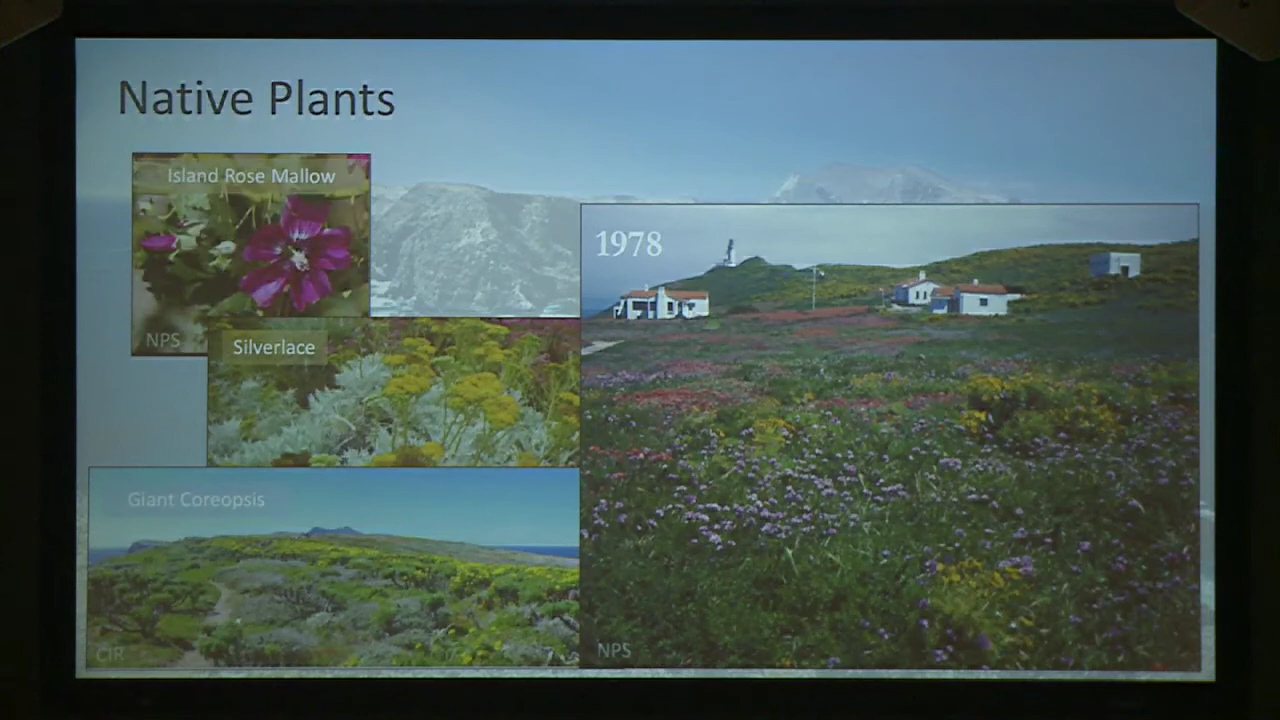 Native Plants
Island Rose Mallow
NPS
1978
Silverlace
Giant Coreopsis
CIR
NPS